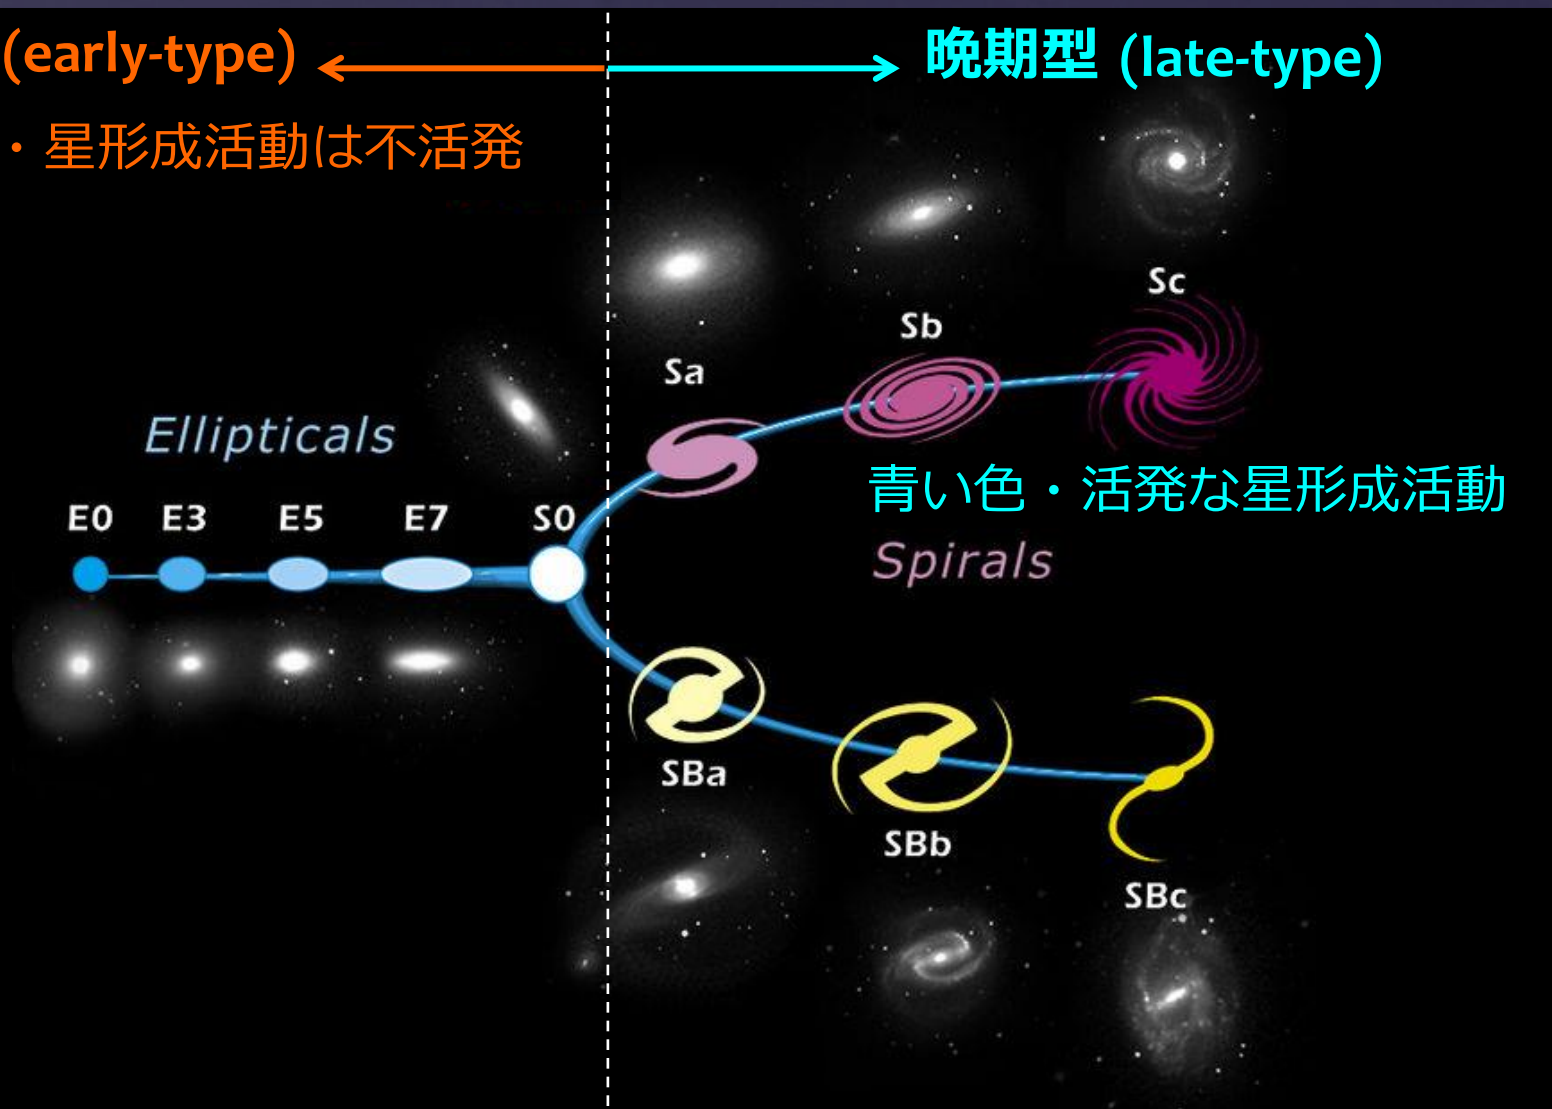 (early-type)
晩期型 (late-type)
・星形成活動は不活発
Sc
Sb
Sa
Ellipticals
青い色・活発な星形成活動
E0 E3 E5 E7 S0
Spirals
SBa
SBb
SBc